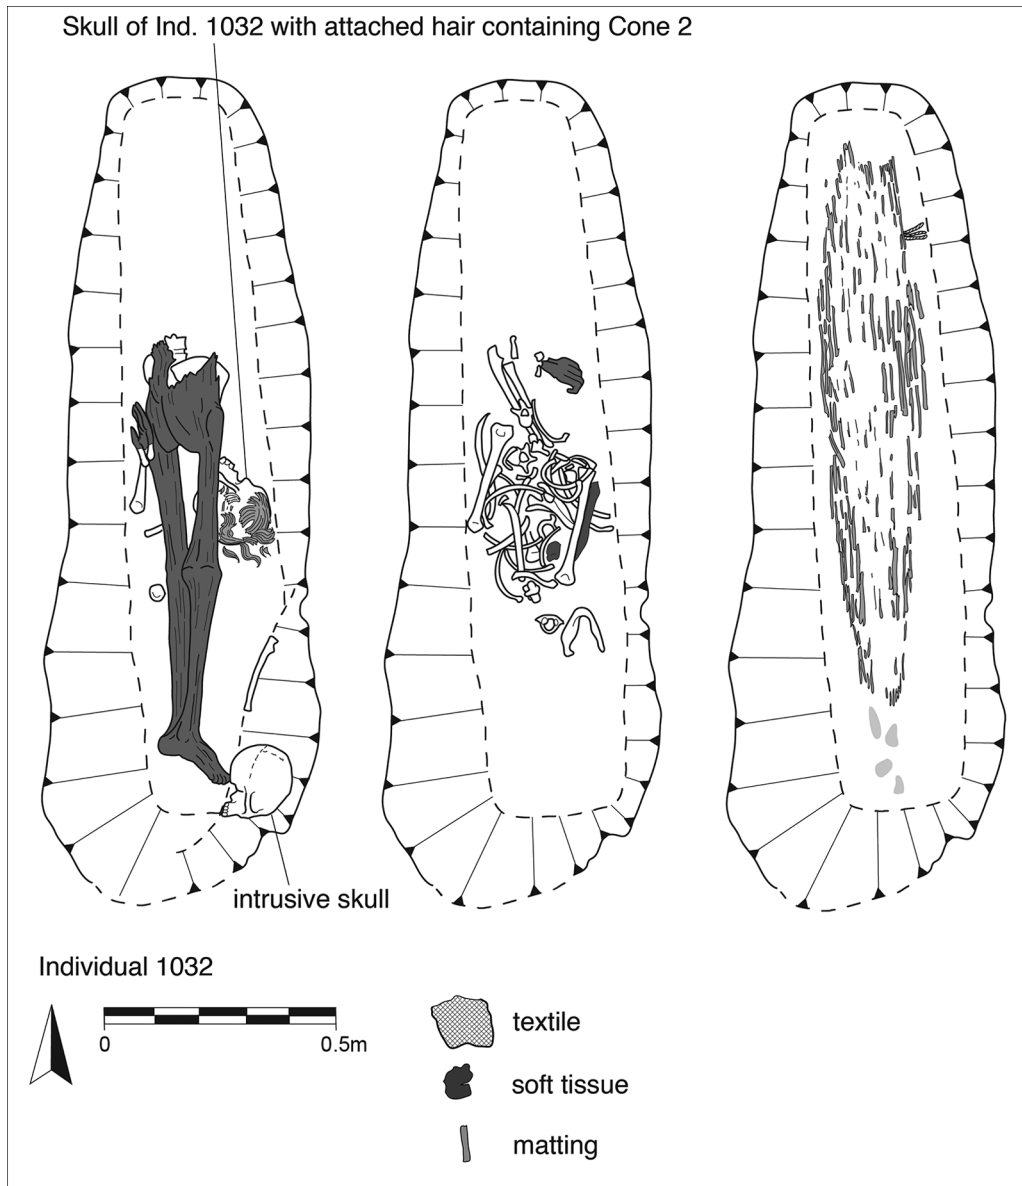 Skull of Ind. 1032 with attached hair containing Cone 2
intrusive skull
Individual 1032
0 0.5m
textile
soft tissue
matting